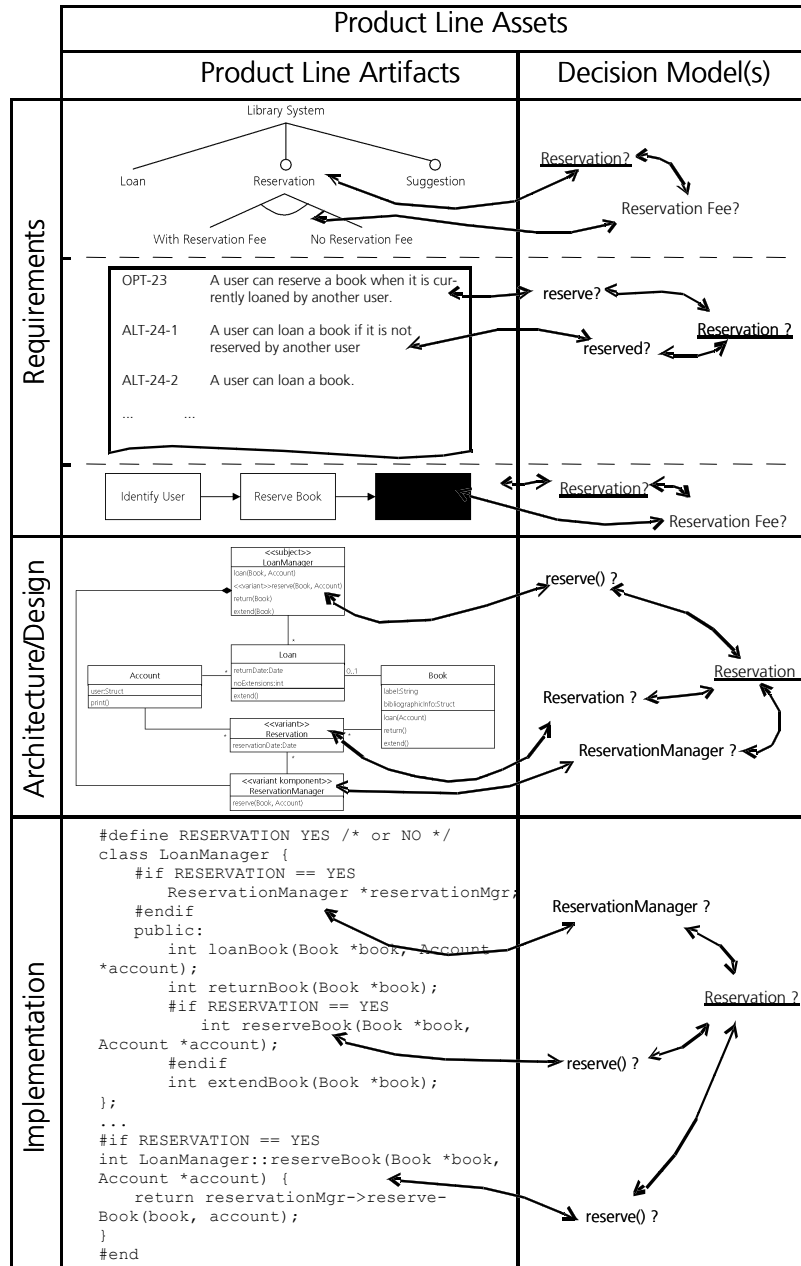 Product Line Assets
Product Line Artifacts
Decision Model(s)
Requirements
Library System
Loan
Reservation
Suggestion
With Reservation Fee
No Reservation Fee
Reservation?
Reservation Fee?
OPT-23 A user can reserve a book when it is cur-
rently loaned by another user.
ALT-24-1 A user can loan a book if it is not
reserved by another user
ALT-24-2 A user can loan a book.
... ...
reserve?
Reservation ?
reserved?
Identify User
Reserve Book
Reservation?
Reservation Fee?
Architecture/Design
<<subject>>
LoanManager
loan(Book, Account)
<<variant>>reserve(Book, Account)
return(Book)
extend(Book)
*
Loan
returnDate:Date
noExtensions:int
extend()
Account
user:Struct
print()
*
0..1
Book
label:String
bibliographicInfo:Struct
loan(Account)
return()
extend()
<<variant>>
Reservation
reservationDate:Date
*
*
*
<<variant komponent>>
ReservationManager
reserve(Book, Account)
reserve() ?
Reservation
Reservation ?
ReservationManager ?
Implementation
#define RESERVATION YES /* or NO */
class LoanManager {
#if RESERVATION == YES
ReservationManager *reservationMgr;
#endif
public:
int loanBook(Book *book, Account
*account);
int returnBook(Book *book);
#if RESERVATION == YES
int reserveBook(Book *book,
Account *account);
#endif
int extendBook(Book *book);
};
...
#if RESERVATION == YES
int LoanManager::reserveBook(Book *book,
Account *account) {
return reservationMgr->reserve-
Book(book, account);
}
#end
ReservationManager ?
Reservation ?
reserve() ?
reserve() ?